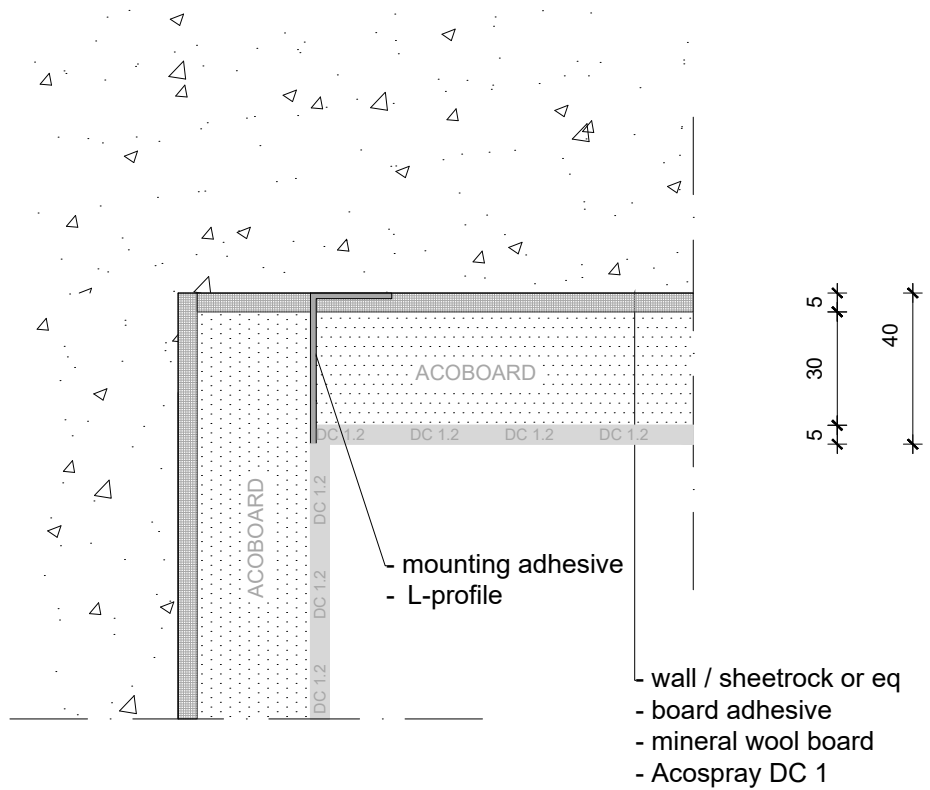 5
30
5
40
ACOBOARD
DC 1.2 DC 1.2 DC 1.2 DC 1.2
ACOBOARD
DC 1.2
DC 1.2
DC 1.2
- mounting adhesive
- L-profile
- wall / sheetrock or eq
- board adhesive
- mineral wool board
- Acospray DC 1